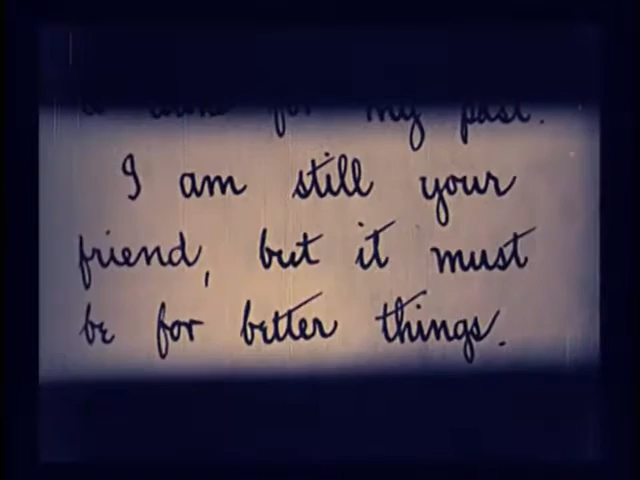 for my past.
I am still your
friend, but it must
be for better things.